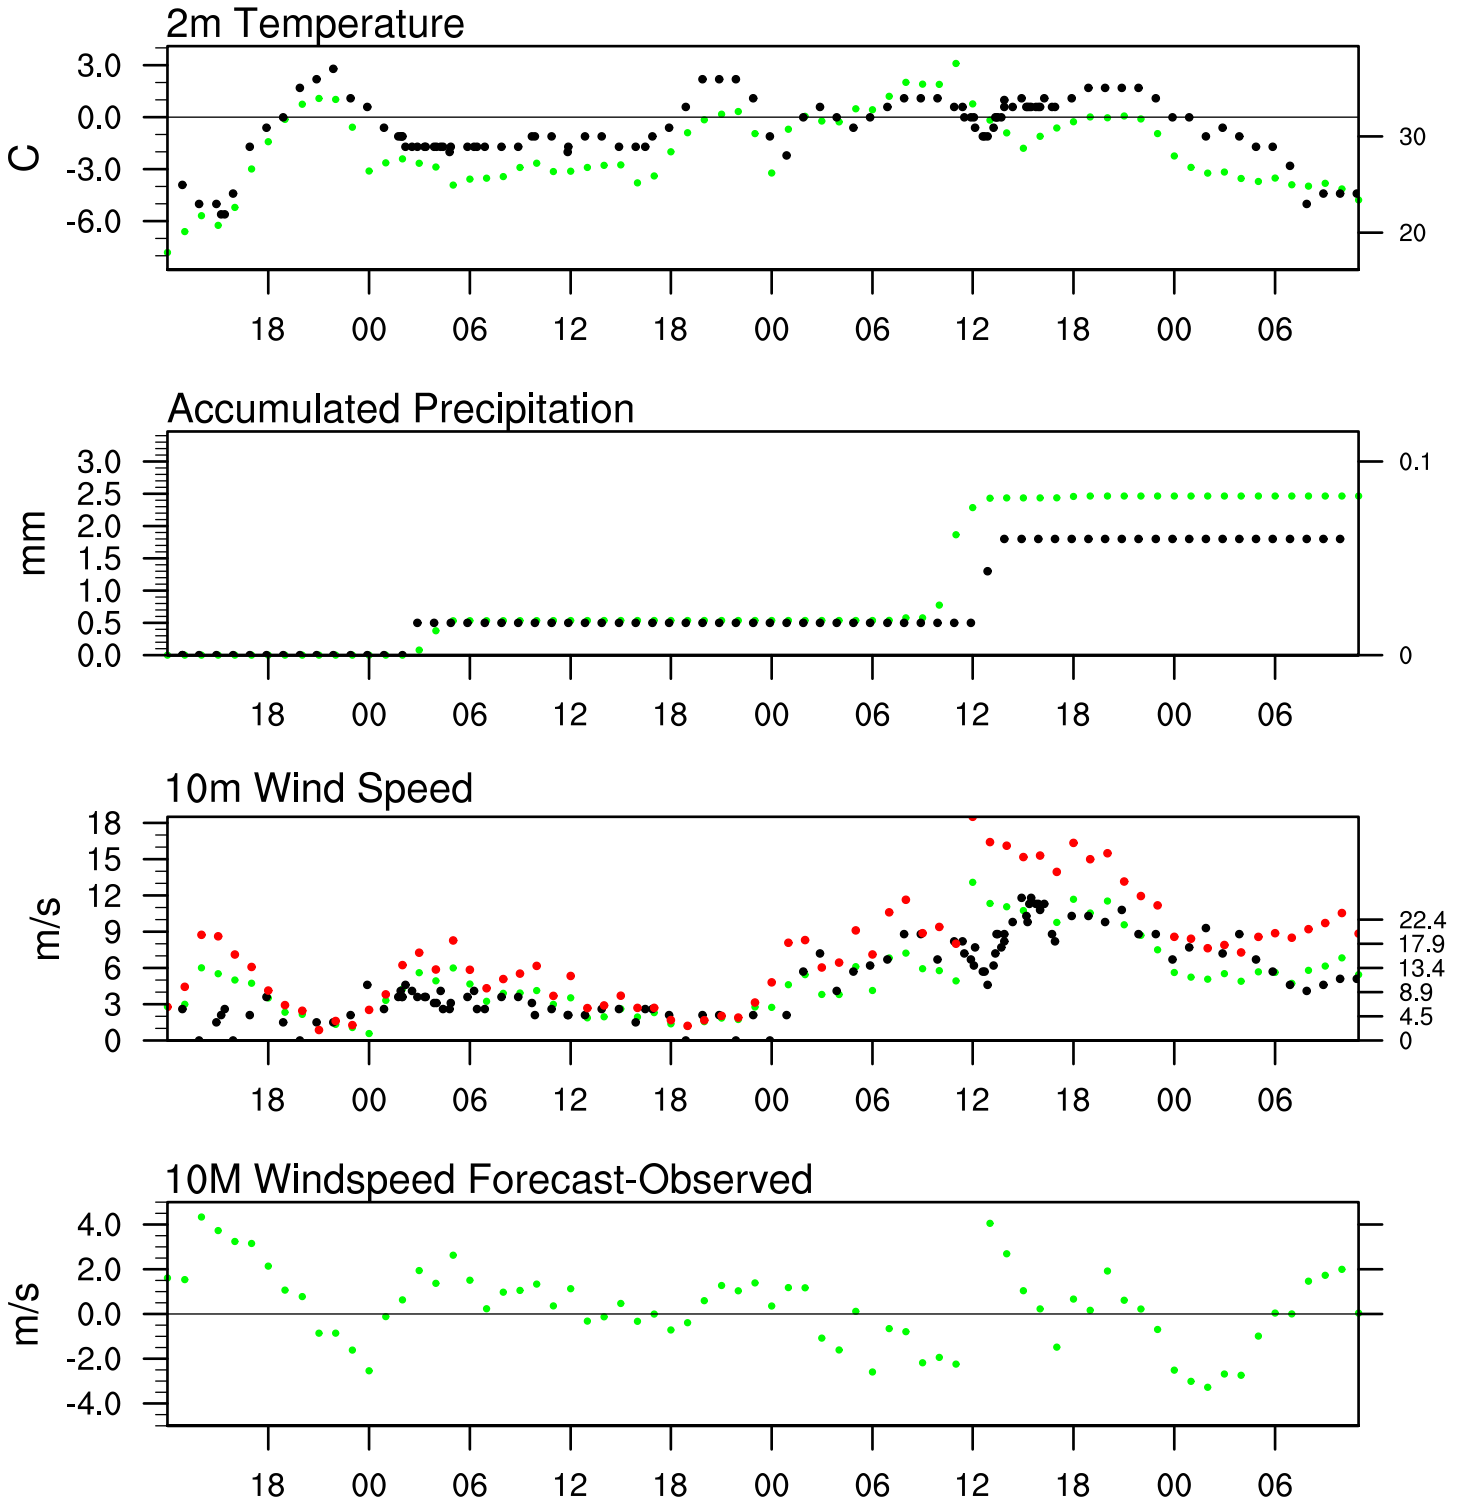 2m Temperature
3.0
0.0
-3.0
-6.0
C
30
20
18 00 06 12 18 00 06 12 18 00 06
Accumulated Precipitation
3.0
2.5
2.0
1.5
1.0
0.5
0.0
mm
0.1
0
18 00 06 12 18 00 06 12 18 00 06
10m Wind Speed
18
15
12
9
6
3
0
m/s
22.4
17.9
13.4
8.9
4.5
0
18 00 06 12 18 00 06 12 18 00 06
10M Windspeed Forecast-Observed
4.0
2.0
0.0
-2.0
-4.0
m/s
18 00 06 12 18 00 06 12 18 00 06